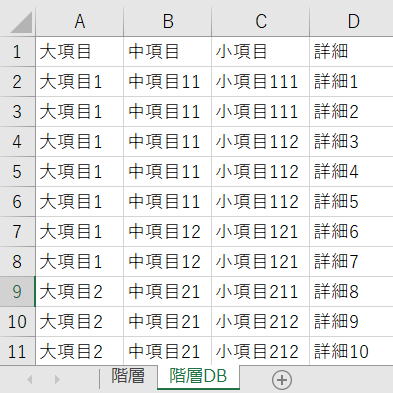 A B C D
1 大項目 中項目 小項目 詳細
2 大項目1 中項目11 小項目111 詳細1
3 大項目1 中項目11 小項目111 詳細2
4 大項目1 中項目11 小項目112 詳細3
5 大項目1 中項目11 小項目112 詳細4
6 大項目1 中項目11 小項目112 詳細5
7 大項目1 中項目12 小項目121 詳細6
8 大項目1 中項目12 小項目121 詳細7
9 大項目2 中項目21 小項目211 詳細8
10 大項目2 中項目21 小項目212 詳細9
11 大項目2 中項目21 小項目212 詳細10
階層 階層DB